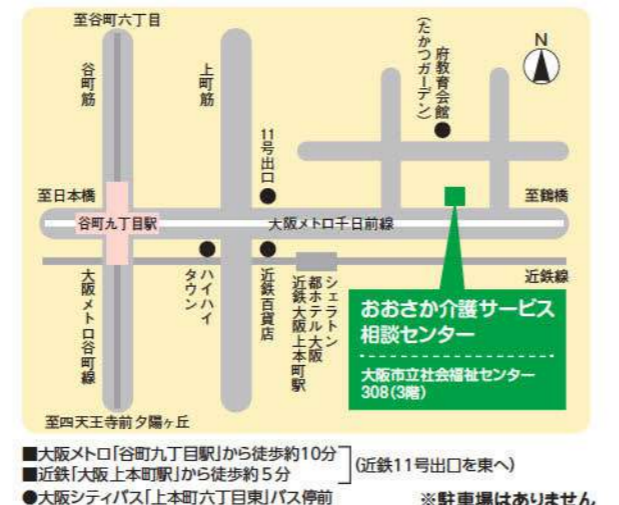 至谷町六丁目
谷町筋
上町筋
11号出口
府教育会館
(たかつガーデン)
N
至日本橋
至鶴橋
谷町九丁目駅
大阪メトロ千日前線
近鉄線
大阪メトロ谷町線
ハイハイ
タウン
近鉄百貨店
シェラトン
都ホテル大阪
近鉄大阪上本町駅
おおさか介護サービス
相談センター
大阪市立社会福祉センター
308(3階)
至四天王寺前夕陽ヶ丘
■大阪メトロ「谷町九丁目駅」から徒歩約10分
■近鉄「大阪上本町駅」から徒歩約5分
(近鉄11号出口を東へ)
●大阪シティバス「上本町六丁目東」バス停前
※駐車場はありません